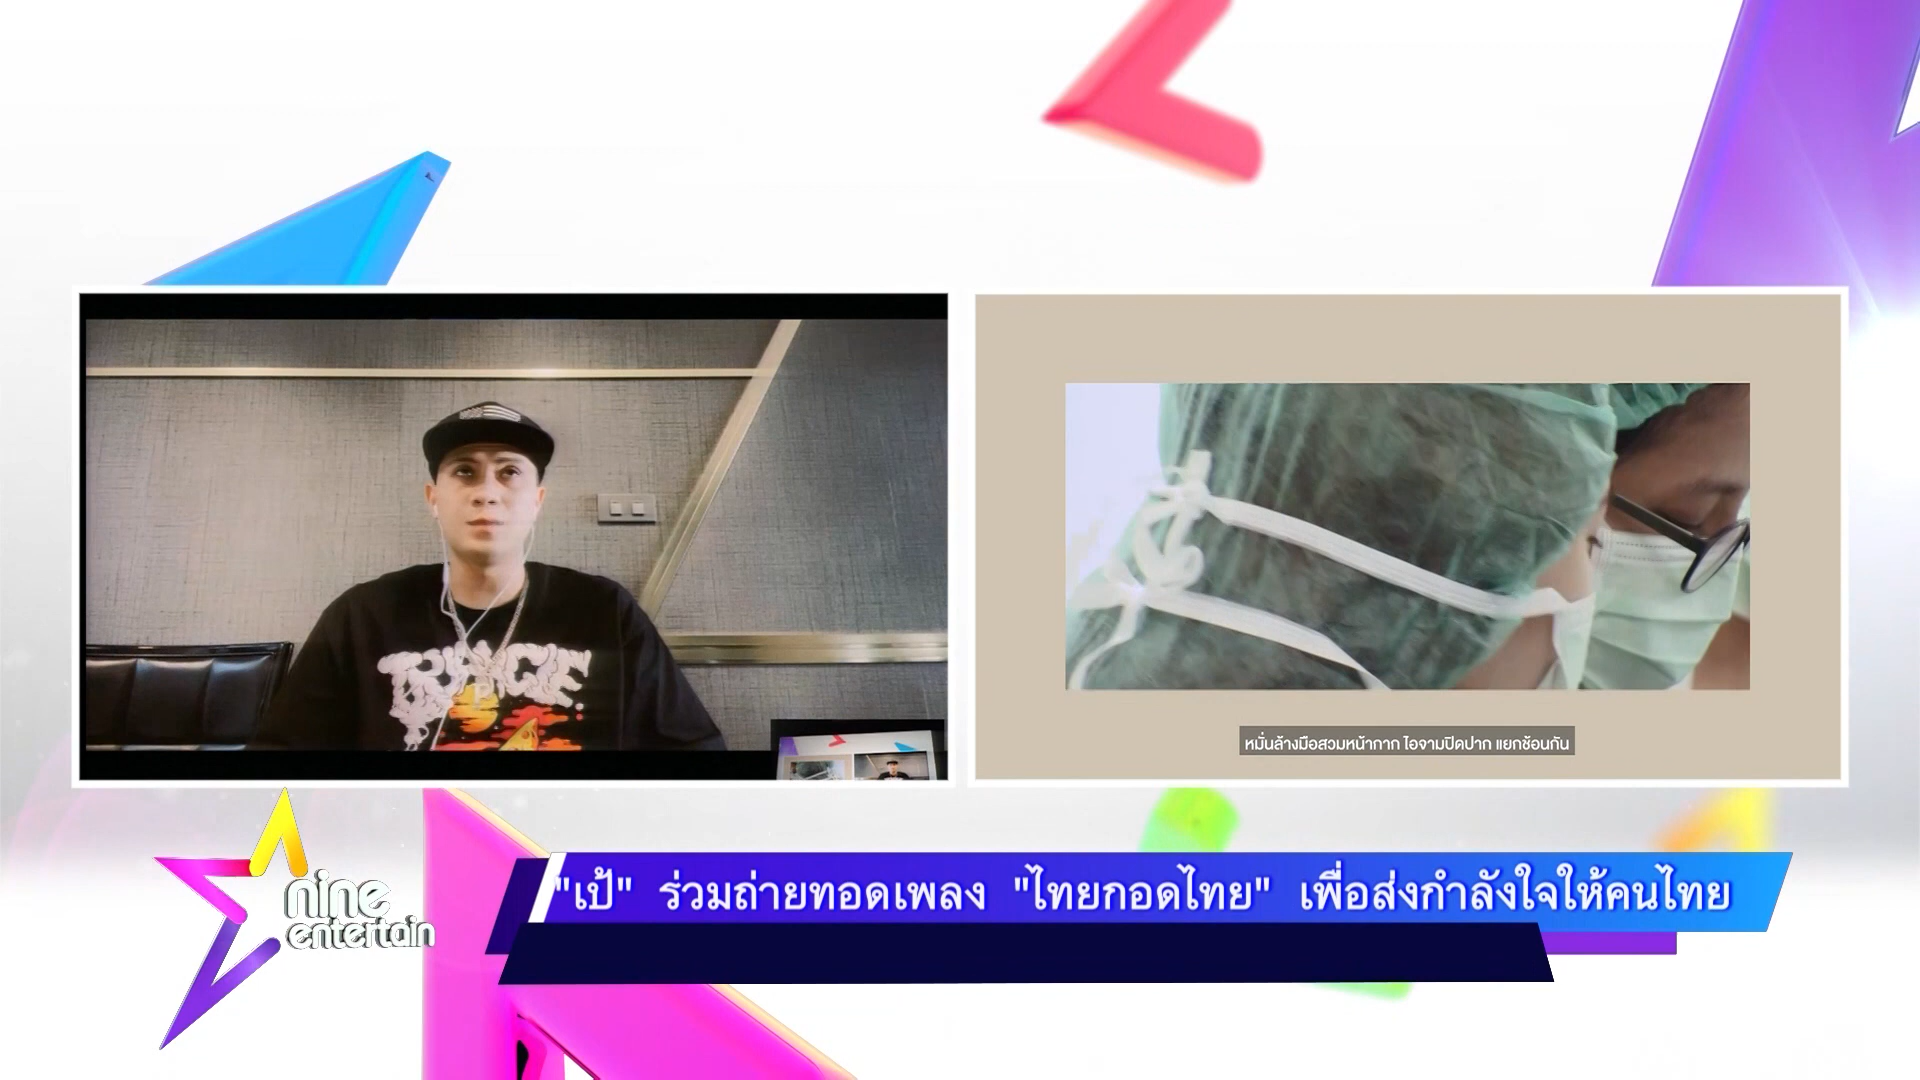 TRAGIE.
หมั่นล้างมือสวมหน้ากาก ไอจามปิดปาก แยกช้อนกัน
nine
entertain
"เป้" ร่วมถ่ายทอดเพลง "ไทยกอดไทย" เพื่อส่งกำลังใจให้คนไทย